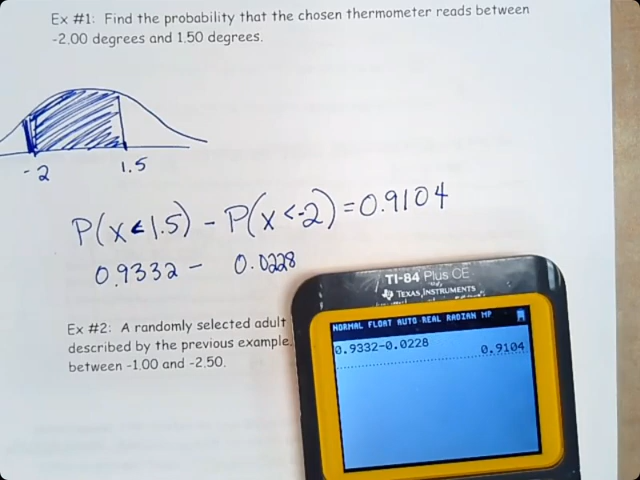 Ex #1: Find the probability that the chosen thermometer reads between
-2.00 degrees and 1.50 degrees.
-2 1.5
P(x<1.5) - P(x<-2)=0.9104
0.9332 - 0.0228
Ex #2: A randomly selected adult
described by the previous example,
between -1.00 and -2.50.
TI-84 Plus CE
TEXAS INSTRUMENTS
NORMAL FLOAT AUTO REAL RADIAN MP
0.9332-0.0228
0.9104